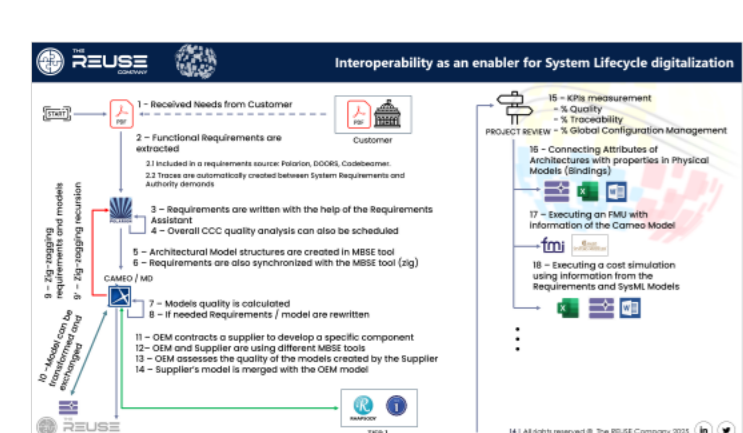 THE
REUSE
COMPANY
Interoperability as an enabler for System Lifecycle digitalization
START
PDF
1 - Received Needs from Customer
PDF
Customer
2 – Functional Requirements are
extracted
2.1 Included in a requirements source: Polarion, DOORS, Codebeamer.
2.2 Traces are automatically created between System Requirements and
Authority demands
POLARION
3 – Requirements are written with the help of the Requirements
Assistant
4 – Overall CCC quality analysis can also be scheduled
5 – Architectural Model structures are created in MBSE tool
6 – Requirements are also synchronized with the MBSE tool (zig)
9 – Zig-zagging
requirements and models
9' – Zig-zagging recursion
CAMEO / MD
7 – Models quality is calculated
8 – If needed Requirements / model are rewritten
10 –Model can be
transformed and
exchanged
11 – OEM contracts a supplier to develop a specific component
12– OEM and Supplier are using different MBSE tools
13 – OEM assesses the quality of the models created by the Supplier
14 – Supplier's model is merged with the OEM model
RHAPSODY
TIER 1
REUSE
PROJECT REVIEW
15 – KPIs measurement
- % Quality
- % Traceability
- % Global Configuration Management
16 – Connecting Attributes of
Architectures with properties in Physical
Models (Bindings)
17 – Executing an FMU with
information of the Cameo Model
fmi
18 – Executing a cost simulation
using information from the
Requirements and SysML Models
14 | All rights reserved © The REUSE Company 2025
in